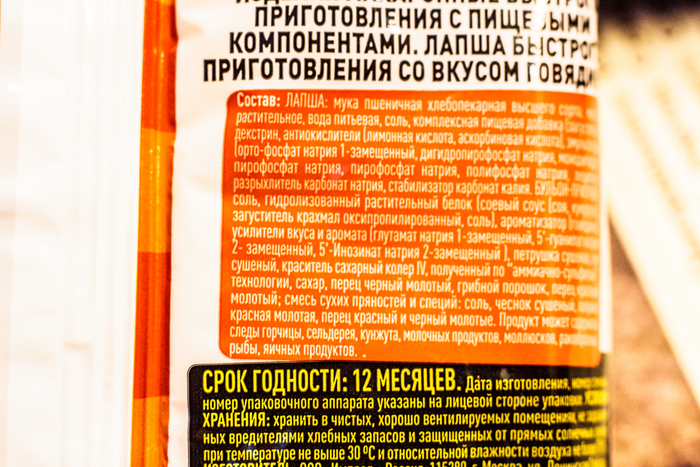 ПРИГОТОВЛЕНИЯ С ПИЩЕВЫМИ
КОМПОНЕНТАМИ. ЛАПША БЫСТРОГО
ПРИГОТОВЛЕНИЯ СО ВКУСОМ ГОВЯДИ
Состав: ЛАПША: мука пшеничная хлебопекарная высшего сорта,
растительное, вода питьевая, соль, комплексная пищевая добавка
декстрин, антиокислители (лимонная кислота, аскорбиновая кислота),
(орто-фосфат натрия 1-замещенный, дигидропирофосфат натрия,
пирофосфат натрия, пирофосфат натрия, полифосфат натрия,
разрыхлитель карбонат натрия, стабилизатор карбонат калия.
соль, гидролизованный растительный белок (соевый соус (соя,
загуститель крахмал оксипропилированный, соль), ароматизатор
усилители вкуса и аромата (глутамат натрия 1-замещенный, 5'-гуанилат
2- замещенный, 5'-Инозинат натрия 2-замещенный ), петрушка
сушеный, краситель сахарный колер IV, полученный по "аммиачно-сульф
технологии, сахар, перец черный молотый, грибной порошок, перец
молотый; смесь сухих пряностей и специй: соль, чеснок сушеный,
красная молотая, перец красный и черный молотые. Продукт может
следы горчицы, сельдерея, кунжута, молочных продуктов, моллюсков,
рыбы, яичных продуктов.
СРОК ГОДНОСТИ: 12 МЕСЯЦЕВ. Дата изготовления, номер
номер упаковочного аппарата указаны на лицевой стороне упаковки.
ХРАНЕНИЯ: хранить в чистых, хорошо вентилируемых помещениях, не
ных вредителями хлебных запасов и защищенных от прямых солнечных
при температуре не выше 30 °С и относительной влажности воздуха не